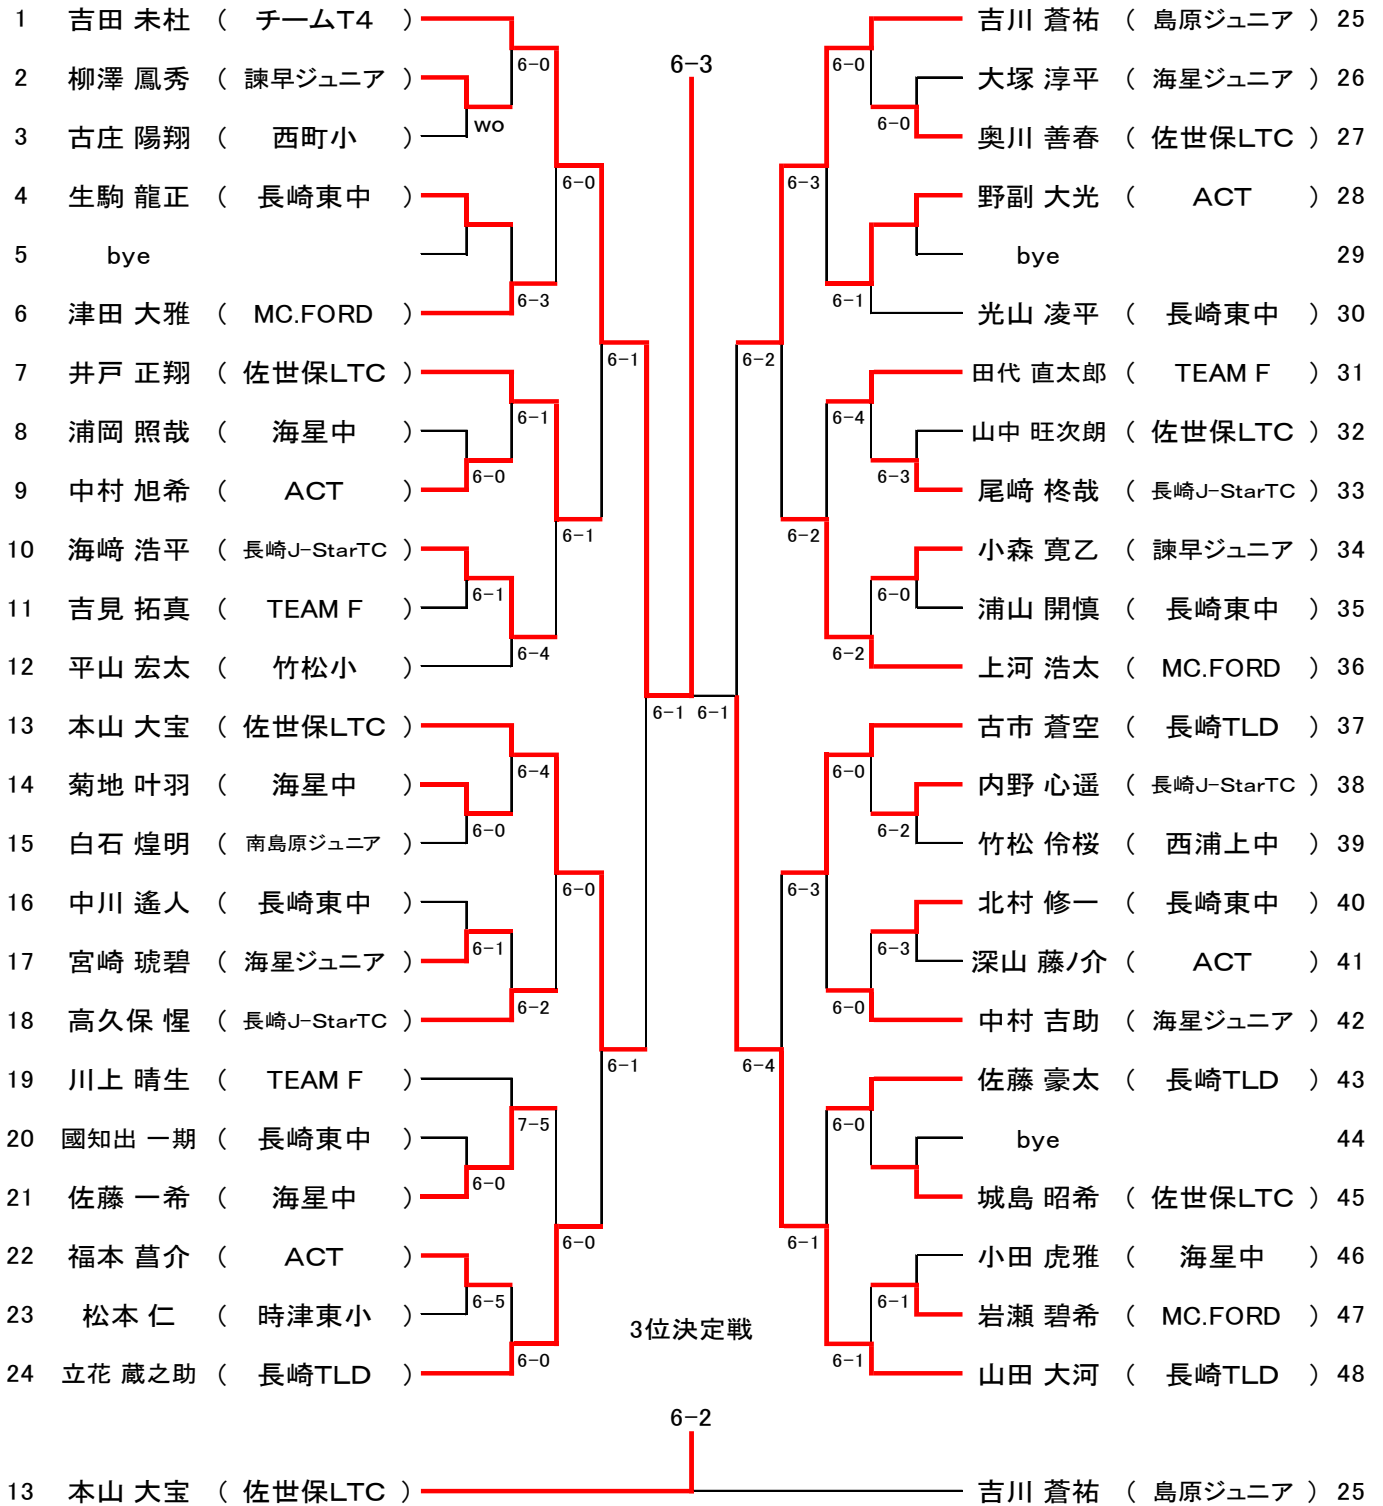 1 吉田 未杜 ( チームT4 ) 吉川 蒼祐 ( 島原ジュニア ) 25
6-0 6-3 6-0
2 柳澤 鳳秀 ( 諫早ジュニア ) 大塚 淳平 ( 海星ジュニア ) 26
wo 6-0
3 古庄 陽翔 ( 西町小 ) 奥川 善春 ( 佐世保LTC ) 27
6-0 6-3
4 生駒 龍正 ( 長崎東中 ) 野副 大光 ( ACT ) 28
5 bye bye 29
6-3 6-1
6 津田 大雅 ( MC.FORD ) 光山 凌平 ( 長崎東中 ) 30
6-1 6-2
7 井戸 正翔 ( 佐世保LTC ) 田代 直太郎 ( TEAM F ) 31
6-1 6-4
8 浦岡 照哉 ( 海星中 ) 山中 旺次朗 ( 佐世保LTC ) 32
6-0 6-3
9 中村 旭希 ( ACT ) 尾﨑 柊哉 ( 長崎J-StarTC ) 33
6-1 6-2
10 海﨑 浩平 ( 長崎J-StarTC ) 小森 寛乙 ( 諫早ジュニア ) 34
6-1 6-0
11 吉見 拓真 ( TEAM F ) 浦山 開慎 ( 長崎東中 ) 35
6-4 6-2
12 平山 宏太 ( 竹松小 ) 上河 浩太 ( MC.FORD ) 36
6-1 6-1
13 本山 大宝 ( 佐世保LTC ) 古市 蒼空 ( 長崎TLD ) 37
6-4 6-0
14 菊地 叶羽 ( 海星中 ) 内野 心遥 ( 長崎J-StarTC ) 38
6-0 6-2
15 白石 煌明 ( 南島原ジュニア ) 竹松 伶桜 ( 西浦上中 ) 39
6-0 6-3
16 中川 遙人 ( 長崎東中 ) 北村 修一 ( 長崎東中 ) 40
6-1 6-3
17 宮崎 琥碧 ( 海星ジュニア ) 深山 藤ノ介 ( ACT ) 41
6-2 6-0
18 高久保 惺 ( 長崎J-StarTC ) 中村 吉助 ( 海星ジュニア ) 42
6-1 6-4
19 川上 晴生 ( TEAM F ) 佐藤 豪太 ( 長崎TLD ) 43
7-5 6-0
20 國知出 一期 ( 長崎東中 ) bye 44
6-0
21 佐藤 一希 ( 海星中 ) 城島 昭希 ( 佐世保LTC ) 45
6-0 6-1
22 福本 菖介 ( ACT ) 小田 虎雅 ( 海星中 ) 46
6-5 6-1
23 松本 仁 ( 時津東小 ) 岩瀬 碧希 ( MC.FORD ) 47
3位決定戦
6-0 6-1
24 立花 蔵之助 ( 長崎TLD ) 山田 大河 ( 長崎TLD ) 48
6-2
13 本山 大宝 ( 佐世保LTC ) 吉川 蒼祐 ( 島原ジュニア ) 25